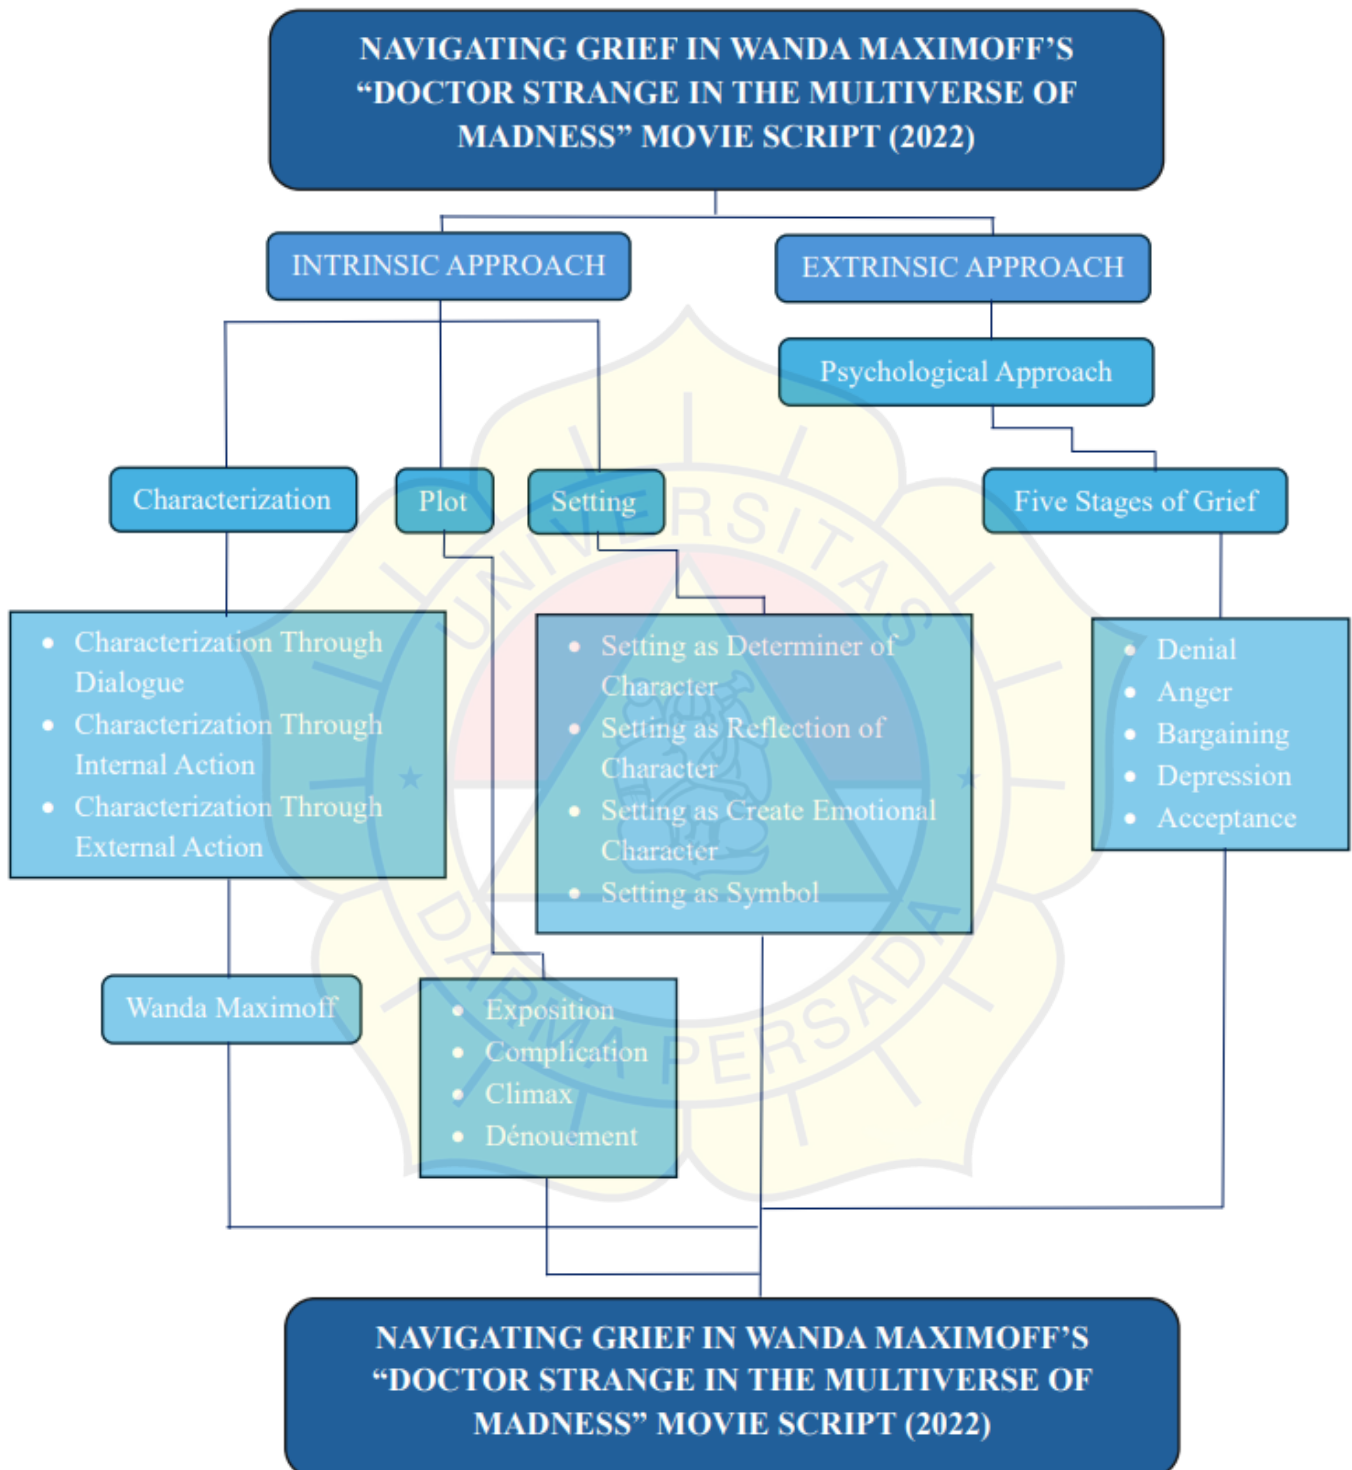 NAVIGATING GRIEF IN WANDA MAXIMOFF’S
“DOCTOR STRANGE IN THE MULTIVERSE OF
MADNESS” MOVIE SCRIPT (2022)
INTRINSIC APPROACH
EXTRINSIC APPROACH
Psychological Approach
Characterization
Plot
Setting
Five Stages of Grief
• Characterization Through
Dialogue
• Characterization Through
Internal Action
• Characterization Through
External Action
• Setting as Determiner of
Character
• Setting as Reflection of
Character
• Setting as Create Emotional
Character
• Setting as Symbol
• Denial
• Anger
• Bargaining
• Depression
• Acceptance
Wanda Maximoff
• Exposition
• Complication
• Climax
• Dénouement
UNIVERSITAS
DARMA PERSADA
NAVIGATING GRIEF IN WANDA MAXIMOFF’S
“DOCTOR STRANGE IN THE MULTIVERSE OF
MADNESS” MOVIE SCRIPT (2022)